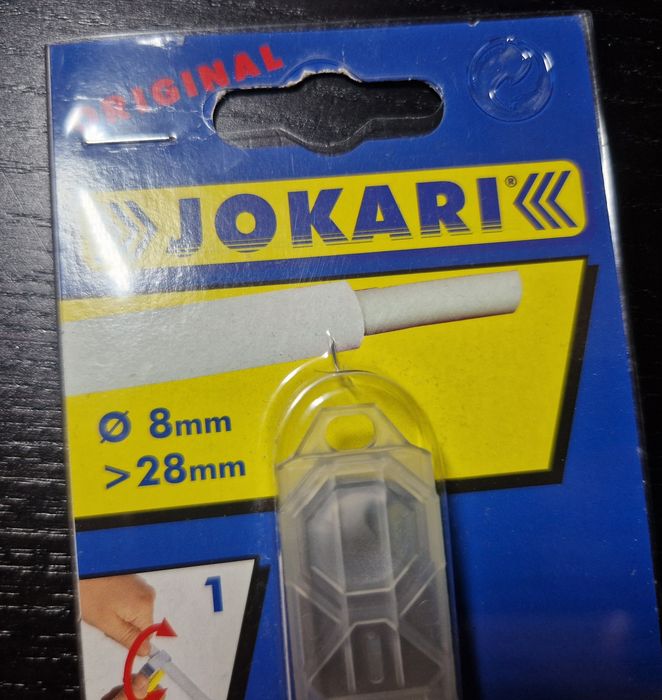 ORIGINAL
JOKARI®
Ø 8mm
> 28mm
1